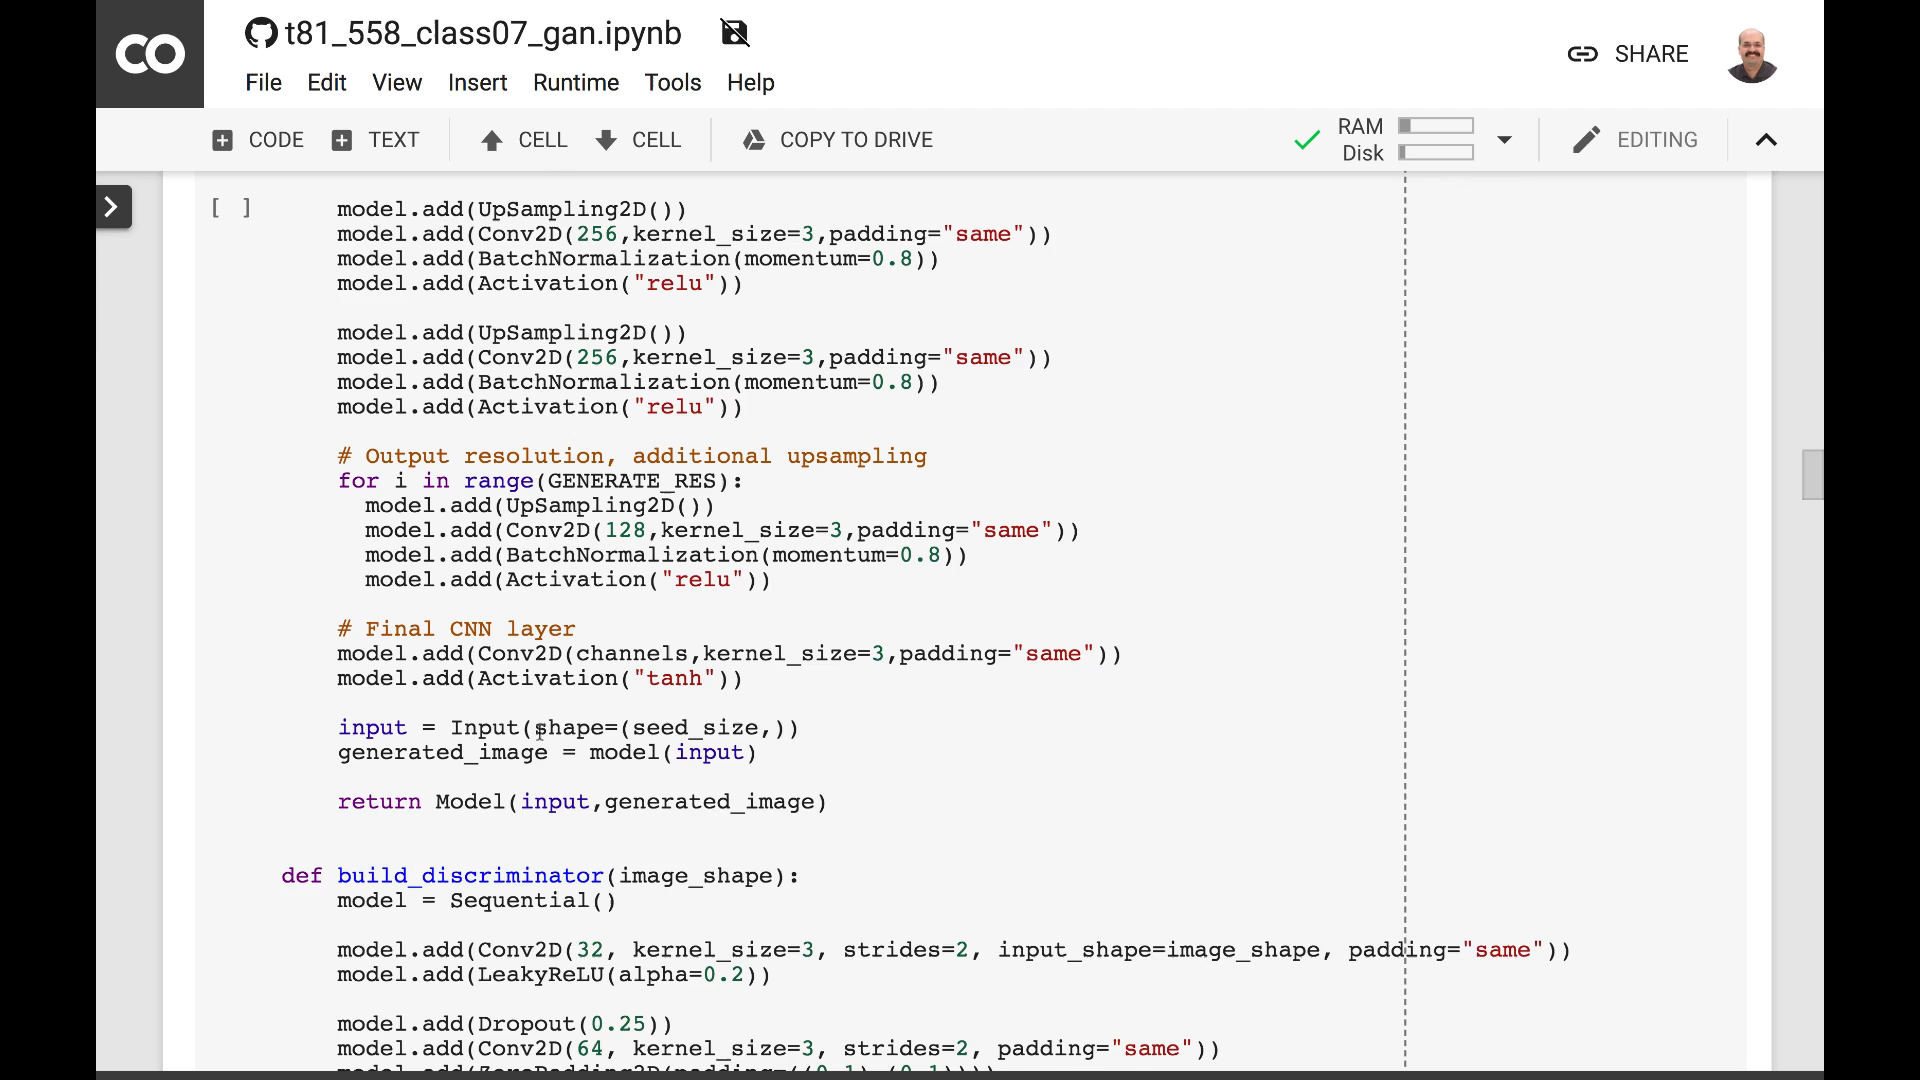 CO t81_558_class07_gan.ipynb
File Edit View Insert Runtime Tools Help
SHARE
CODE TEXT CELL CELL COPY TO DRIVE
RAM
Disk
EDITING
[ ]
model.add(UpSampling2D())
model.add(Conv2D(256,kernel_size=3,padding="same"))
model.add(BatchNormalization(momentum=0.8))
model.add(Activation("relu"))
model.add(UpSampling2D())
model.add(Conv2D(256,kernel_size=3,padding="same"))
model.add(BatchNormalization(momentum=0.8))
model.add(Activation("relu"))
# Output resolution, additional upsampling
for i in range(GENERATE_RES):
model.add(UpSampling2D())
model.add(Conv2D(128,kernel_size=3,padding="same"))
model.add(BatchNormalization(momentum=0.8))
model.add(Activation("relu"))
# Final CNN layer
model.add(Conv2D(channels,kernel_size=3,padding="same"))
model.add(Activation("tanh"))
input = Input(shape=(seed_size,))
generated_image = model(input)
return Model(input,generated_image)
def build_discriminator(image_shape):
model = Sequential()
model.add(Conv2D(32, kernel_size=3, strides=2, input_shape=image_shape, padding="same"))
model.add(LeakyReLU(alpha=0.2))
model.add(Dropout(0.25))
model.add(Conv2D(64, kernel_size=3, strides=2, padding="same"))
model.add(ZeroPadding2D(padding=((0,1),(0,1))))